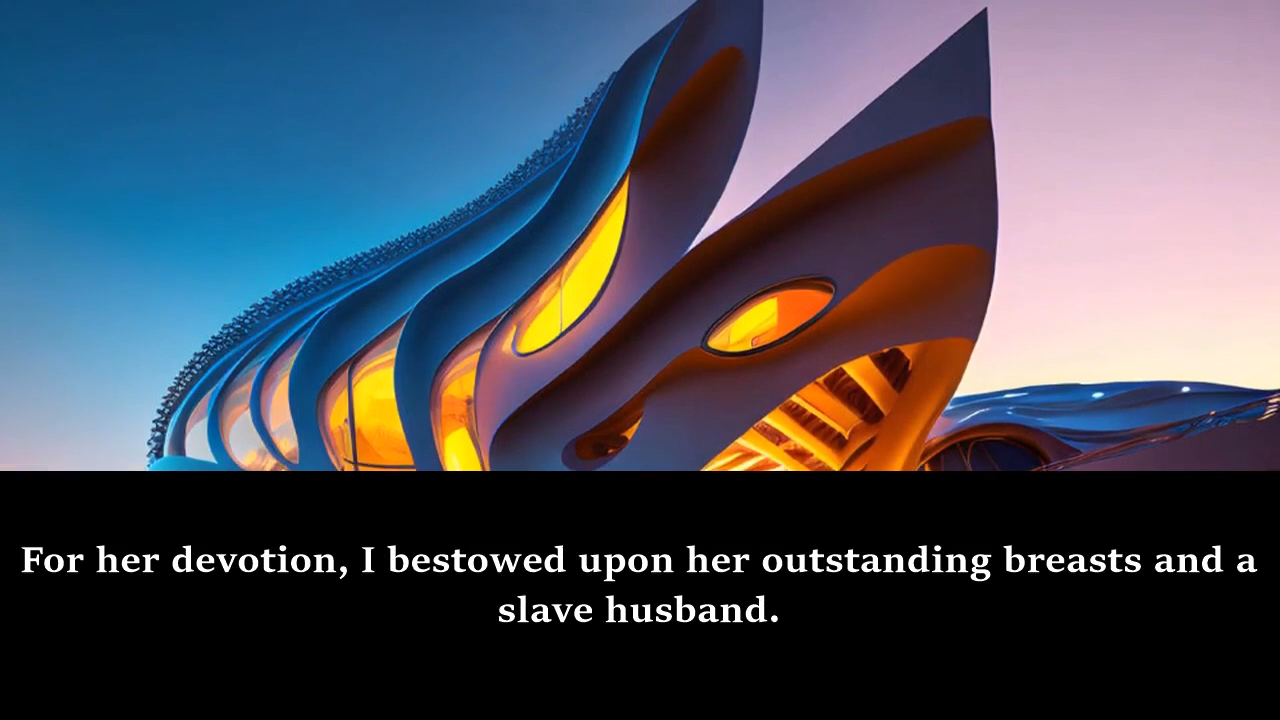 For her devotion, I bestowed upon her outstanding breasts and a
slave husband.